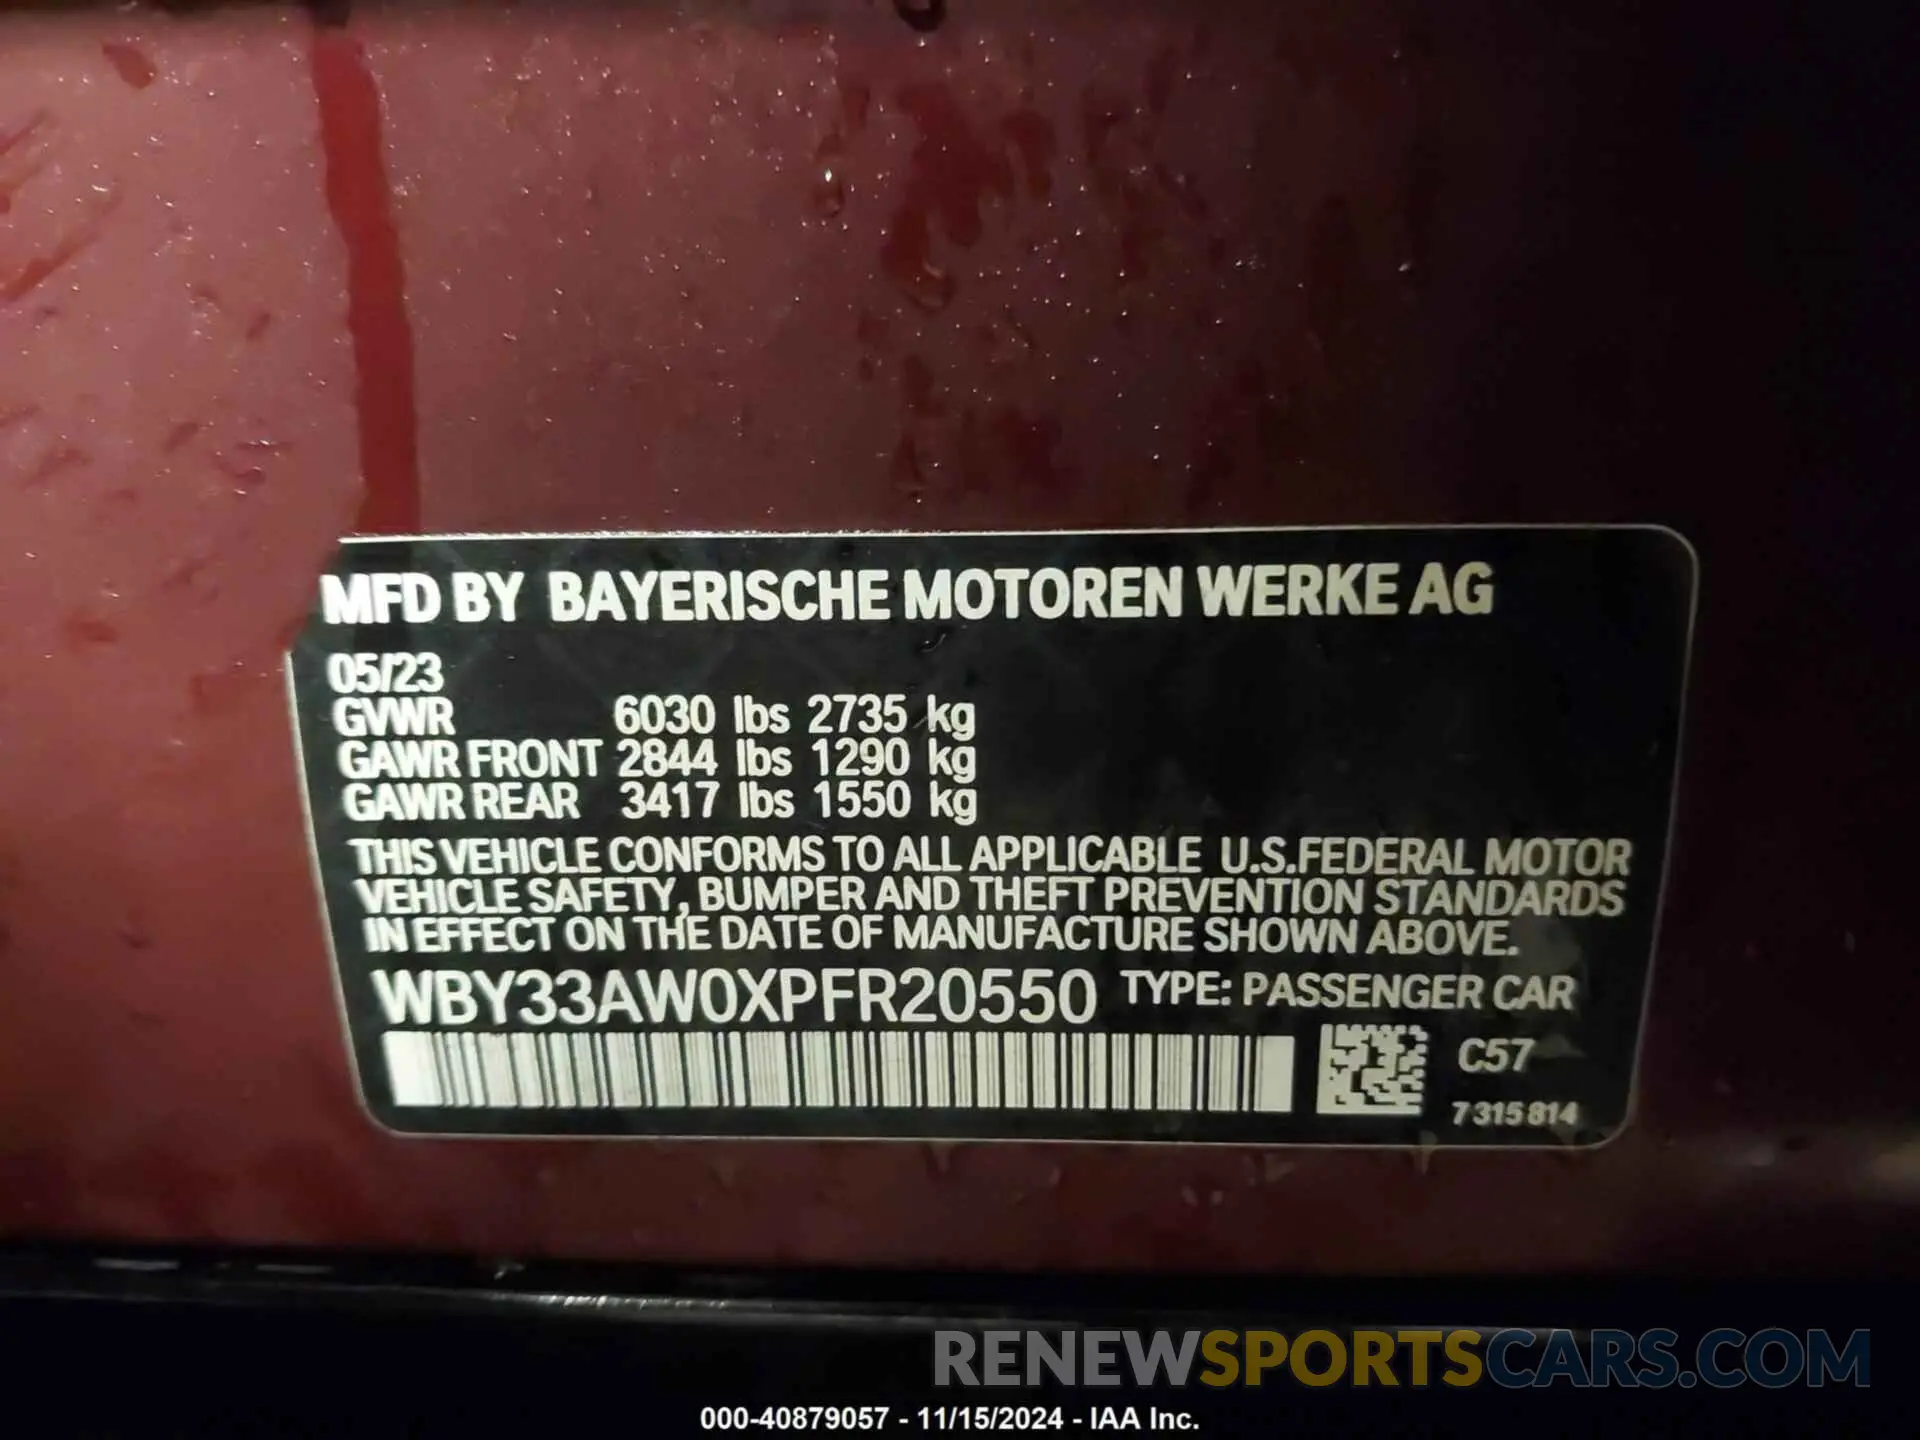 MFD BY BAYERISCHE MOTOREN WERKE AG
05/23
GVWR 6030 lbs 2735 kg
GAWR FRONT 2844 lbs 1290 kg
GAWR REAR 3417 lbs 1550 kg
THIS VEHICLE CONFORMS TO ALL APPLICABLE U.S.FEDERAL MOTOR
VEHICLE SAFETY, BUMPER AND THEFT PREVENTION STANDARDS
IN EFFECT ON THE DATE OF MANUFACTURE SHOWN ABOVE.
WBY33AW0XPFR20550 TYPE: PASSENGER CAR
C57
7 315 814
RENEWSPORTSCARS.COM
000-40879057 - 11/15/2024 - IAA Inc.